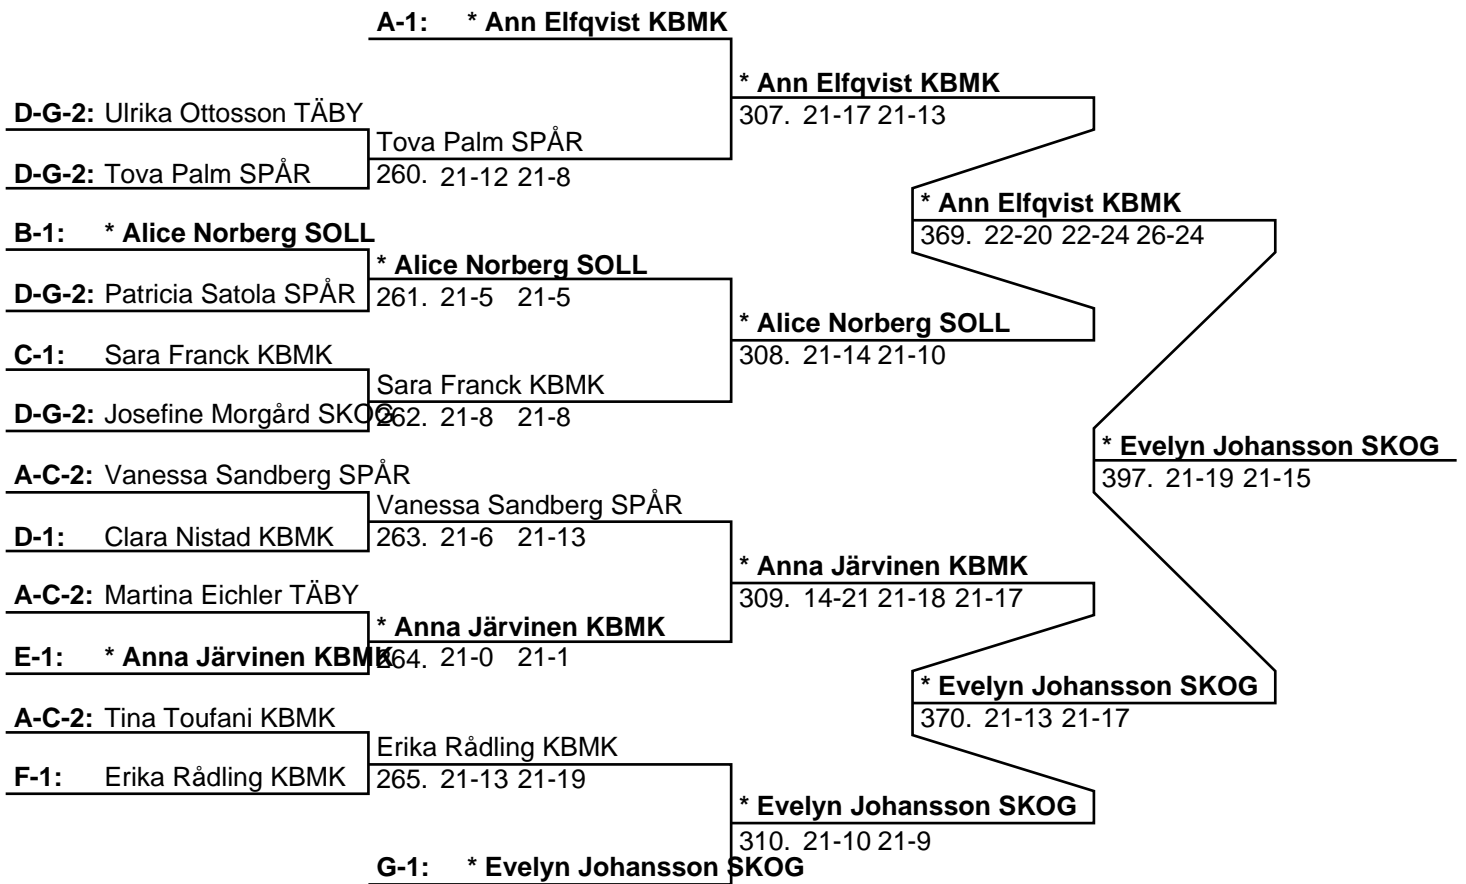 A-1: * Ann Elfqvist KBMK
* Ann Elfqvist KBMK
307. 21-17 21-13
D-G-2: Ulrika Ottosson TÄBY
Tova Palm SPÅR
D-G-2: Tova Palm SPÅR
260. 21-12 21-8
* Ann Elfqvist KBMK
369. 22-20 22-24 26-24
B-1: * Alice Norberg SOLL
* Alice Norberg SOLL
D-G-2: Patricia Satola SPÅR
261. 21-5 21-5
* Alice Norberg SOLL
308. 21-14 21-10
C-1: Sara Franck KBMK
Sara Franck KBMK
D-G-2: Josefine Morgård SKOG
262. 21-8 21-8
* Evelyn Johansson SKOG
397. 21-19 21-15
A-C-2: Vanessa Sandberg SPÅR
Vanessa Sandberg SPÅR
D-1: Clara Nistad KBMK
263. 21-6 21-13
* Anna Järvinen KBMK
309. 14-21 21-18 21-17
A-C-2: Martina Eichler TÄBY
* Anna Järvinen KBMK
E-1: * Anna Järvinen KBMK
264. 21-0 21-1
* Evelyn Johansson SKOG
370. 21-13 21-17
A-C-2: Tina Toufani KBMK
Erika Rådling KBMK
F-1: Erika Rådling KBMK
265. 21-13 21-19
* Evelyn Johansson SKOG
310. 21-10 21-9
G-1: * Evelyn Johansson SKOG